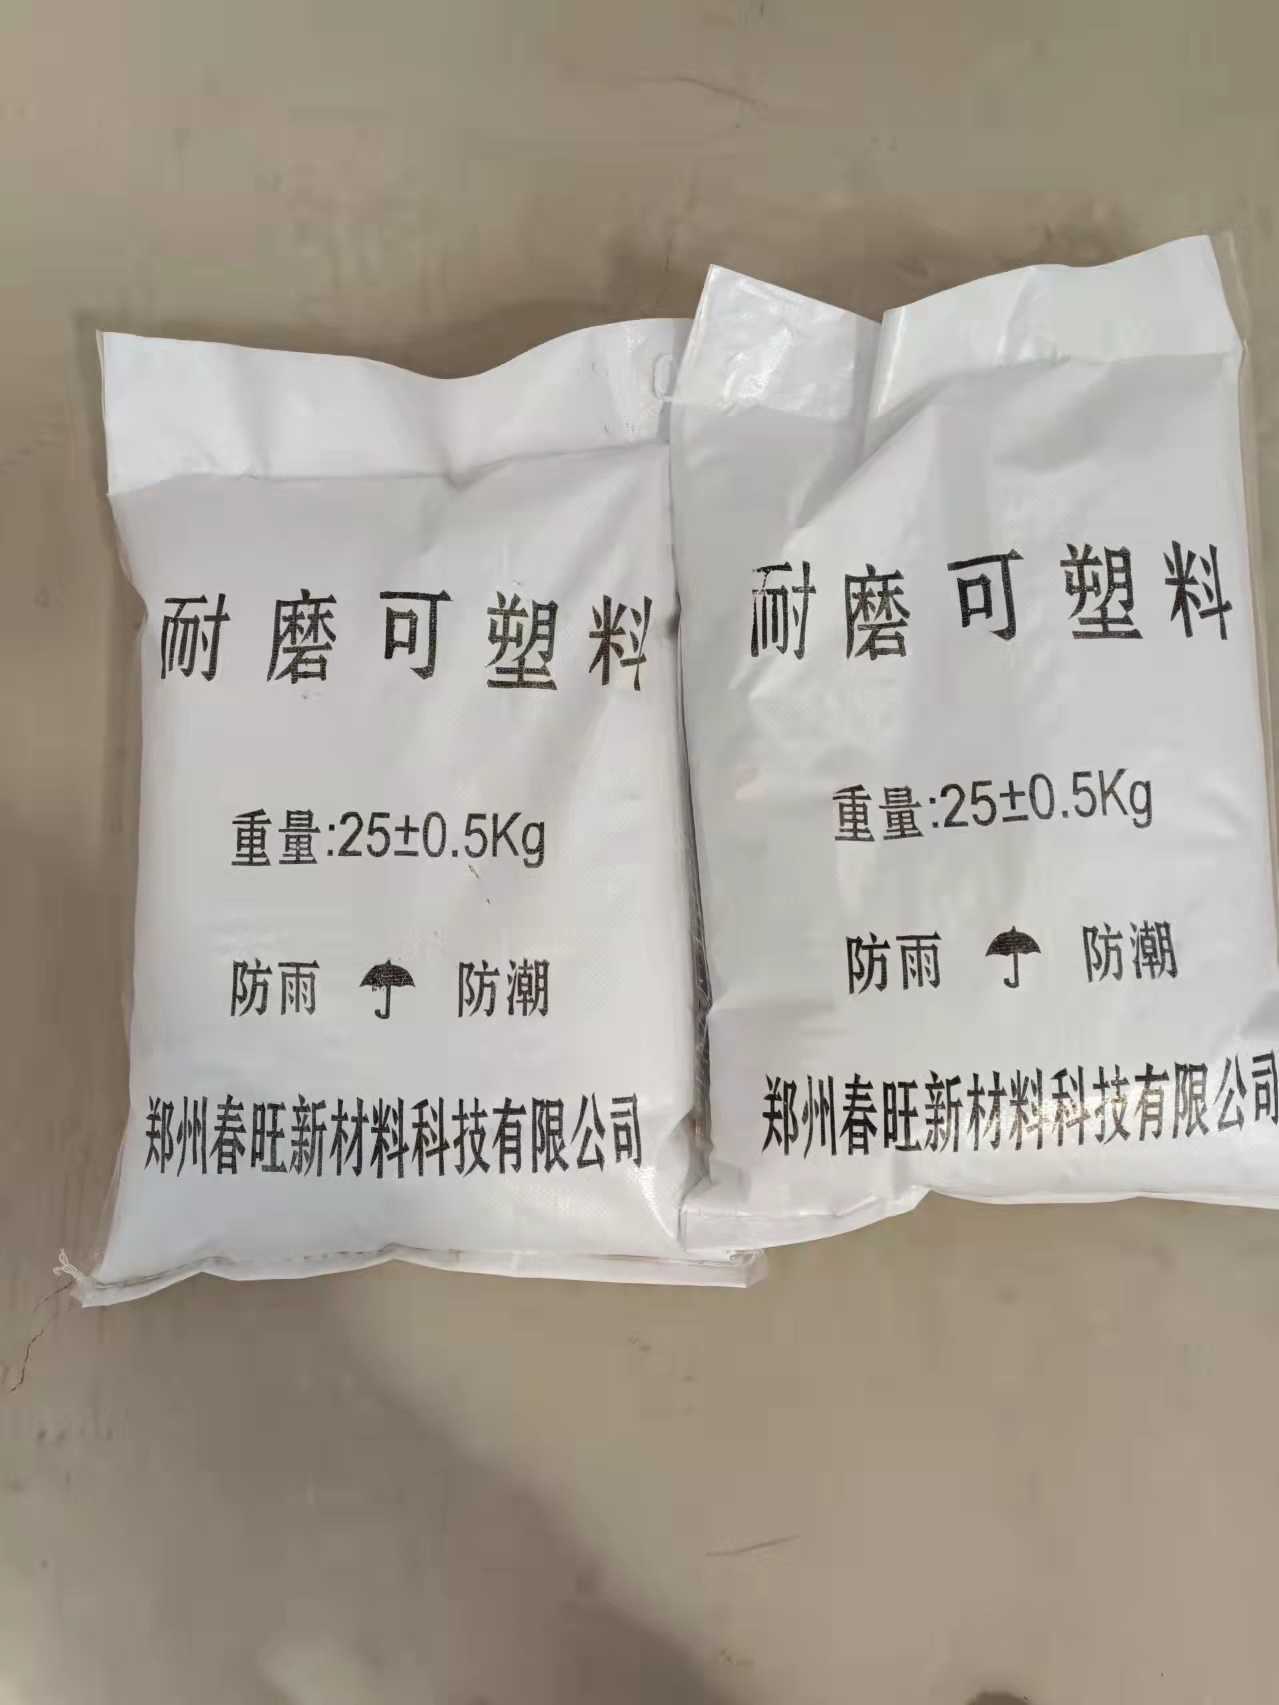 耐磨可塑料
重量:25±0.5Kg
防雨 防潮
郑州春旺新材料科技有限公司
耐磨可塑料
重量:25±0.5Kg
防雨 防潮
郑州春旺新材料科技有限公司